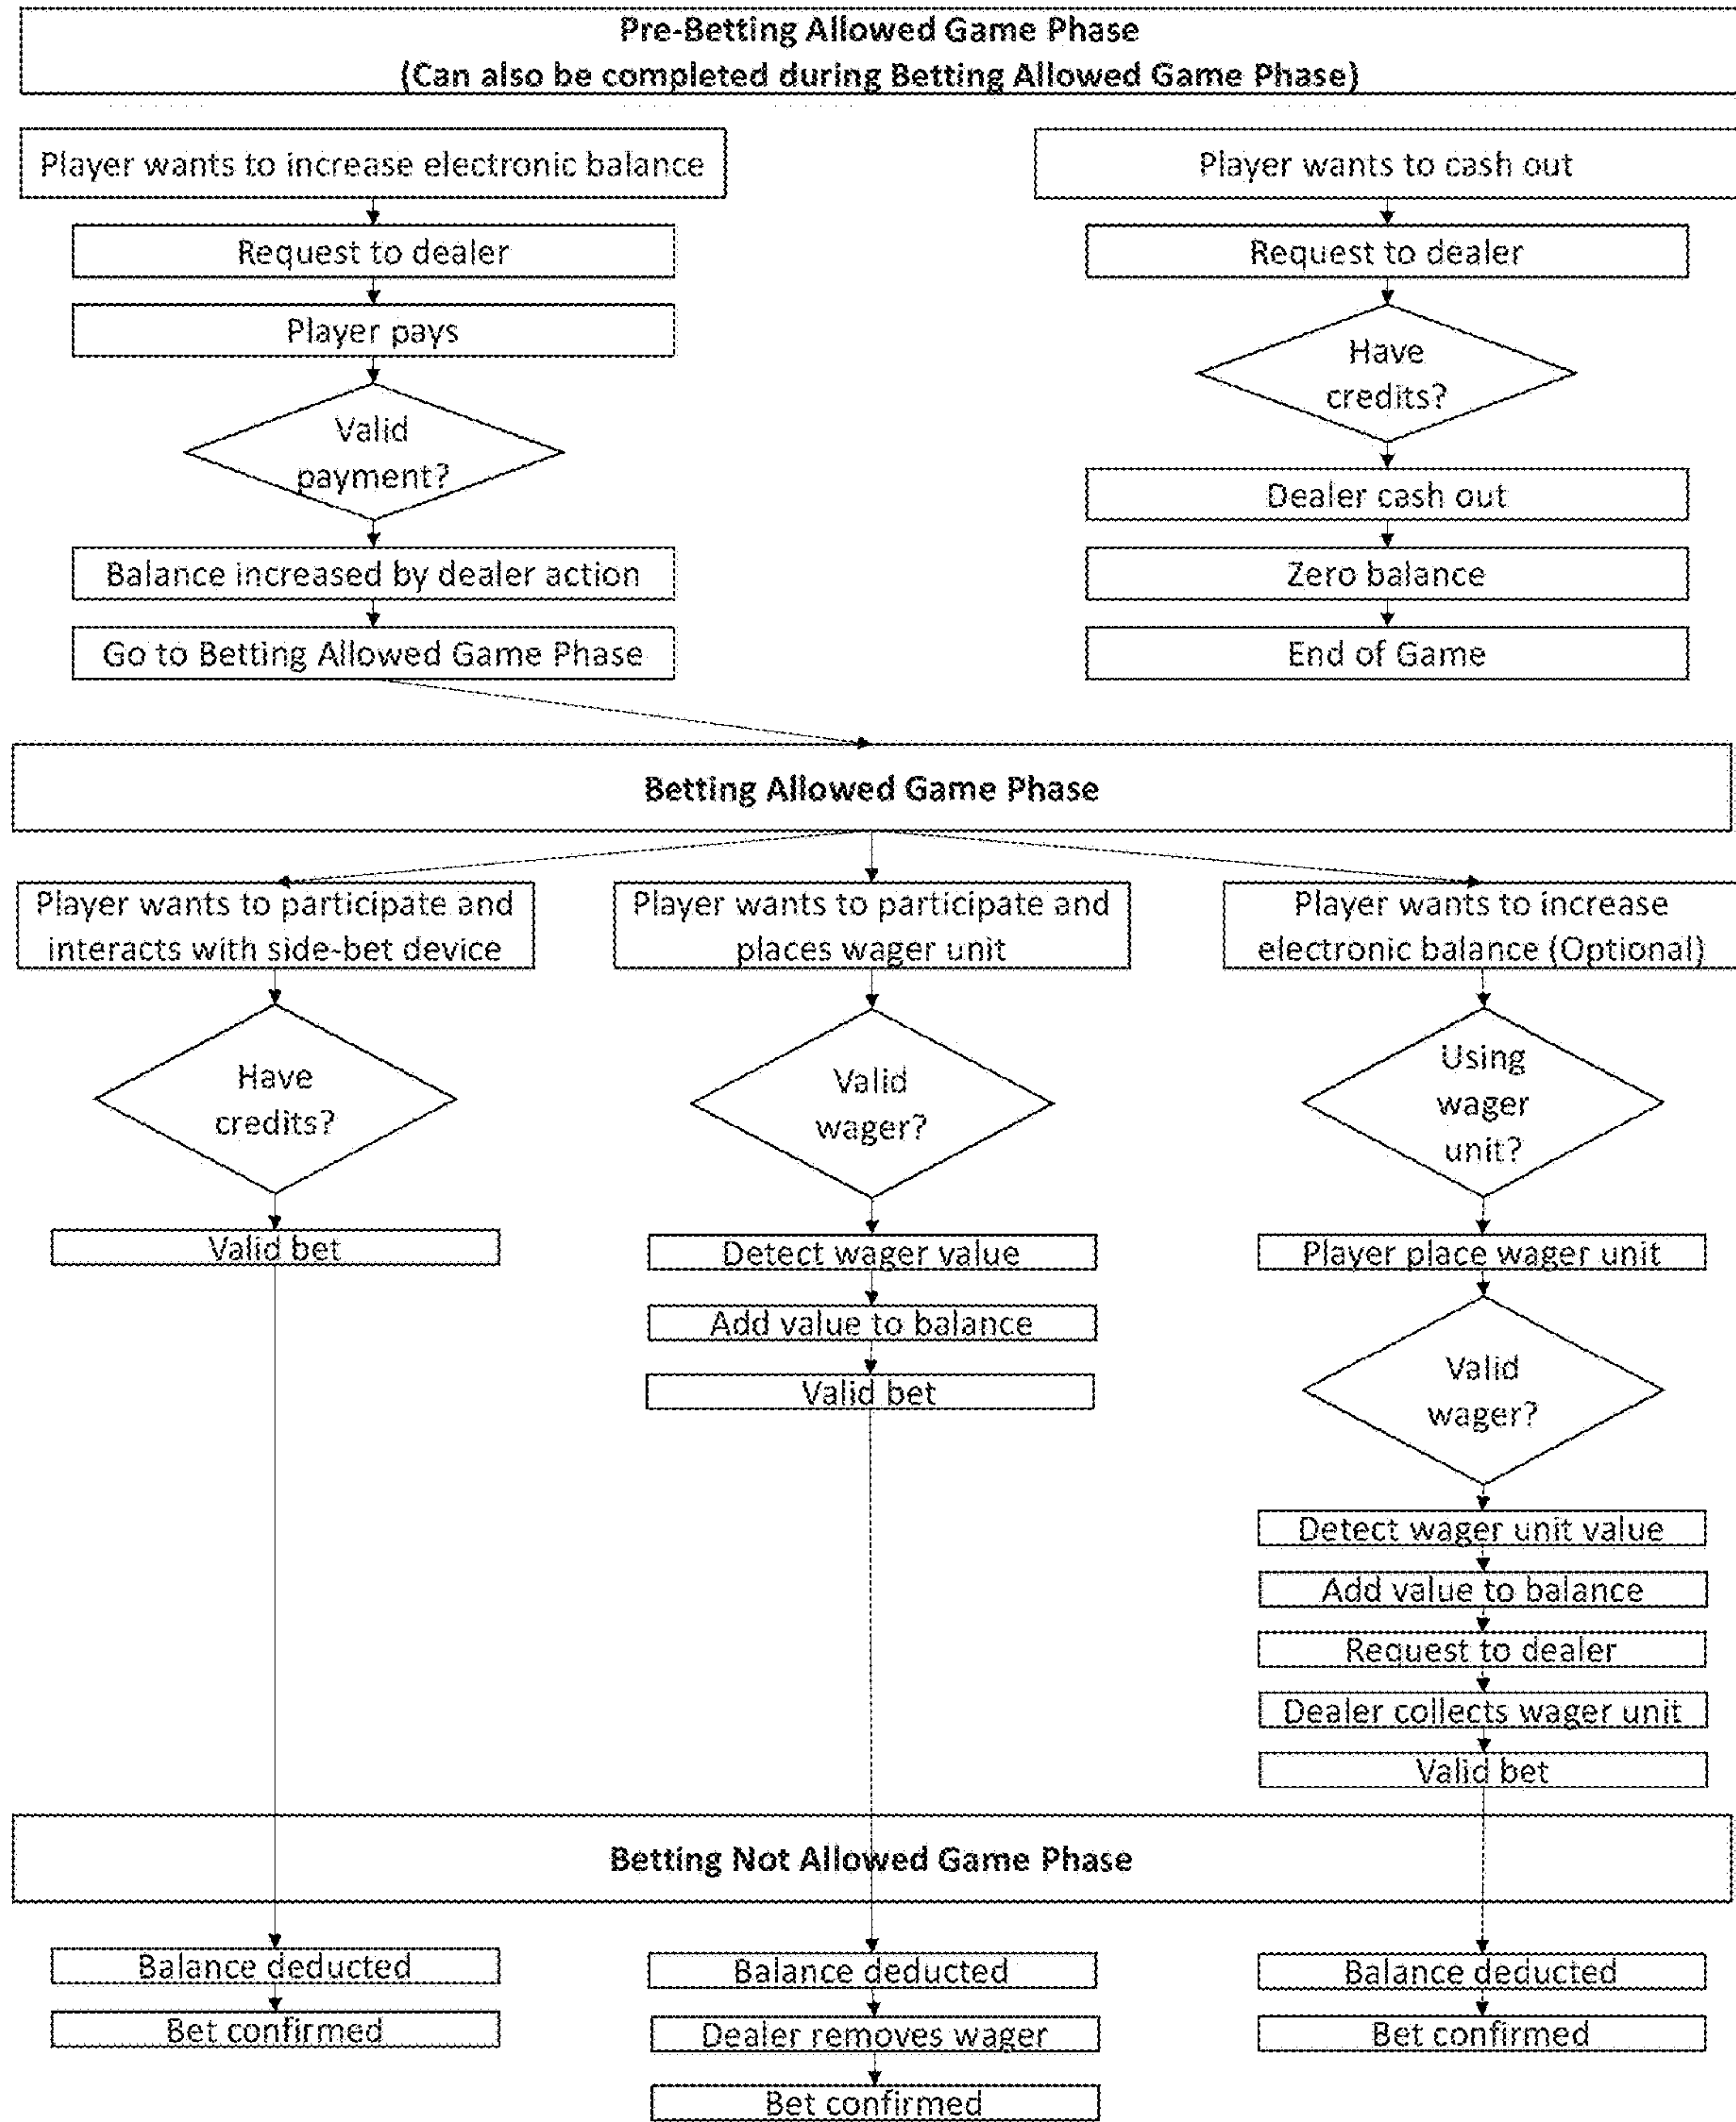 Pre-Betting Allowed Game Phase
(Can also be completed during Betting Allowed Game Phase)
Player wants to increase electronic balance
Request to dealer
Player pays
Valid
payment?
Balance increased by dealer action
Go to Betting Allowed Game Phase
Player wants to cash out
Request to dealer
Have
credits?
Dealer cash out
Zero balance
End of Game
Betting Allowed Game Phase
Player wants to participate and
interacts with side-bet device
Have
credits?
Valid bet
Player wants to participate and
places wager unit
Valid
wager?
Detect wager value
Add value to balance
Valid bet
Player wants to increase
electronic balance (Optional)
Using
wager
unit?
Player place wager unit
Valid
wager?
Detect wager unit value
Add value to balance
Request to dealer
Dealer collects wager unit
Valid bet
Betting Not Allowed Game Phase
Balance deducted
Bet confirmed
Balance deducted
Dealer removes wager
Bet confirmed
Balance deducted
Bet confirmed